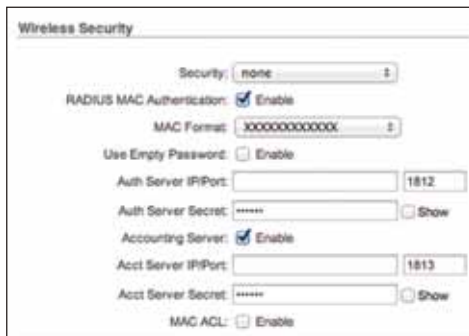 Wireless Security
Security: none
RADIUS MAC Authentication: Enable
MAC Format: XXXXXXXXXXXX
Use Empty Password: Enable
Auth Server IP/Port: 1812
Auth Server Secret: •••••• Show
Accounting Server: Enable
Acct Server IP/Port: 1813
Acct Server Secret: •••••• Show
MAC ACL: Enable